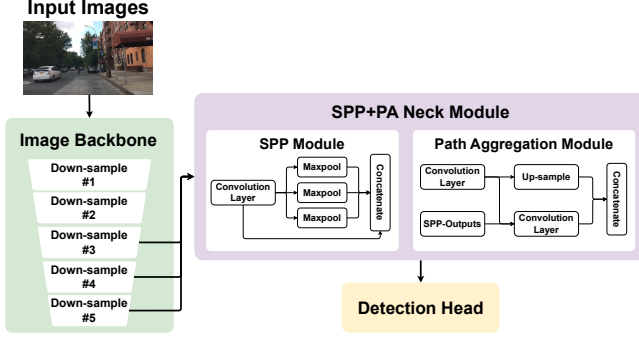 Input Images
Image Backbone
Down-sample
#1
Down-sample
#2
Down-sample
#3
Down-sample
#4
Down-sample
#5
SPP+PA Neck Module
SPP Module
Convolution
Layer
Maxpool
Maxpool
Maxpool
Concatenate
Path Aggregation Module
Convolution
Layer
Up-sample
SPP-Outputs
Convolution
Layer
Concatenate
Detection Head